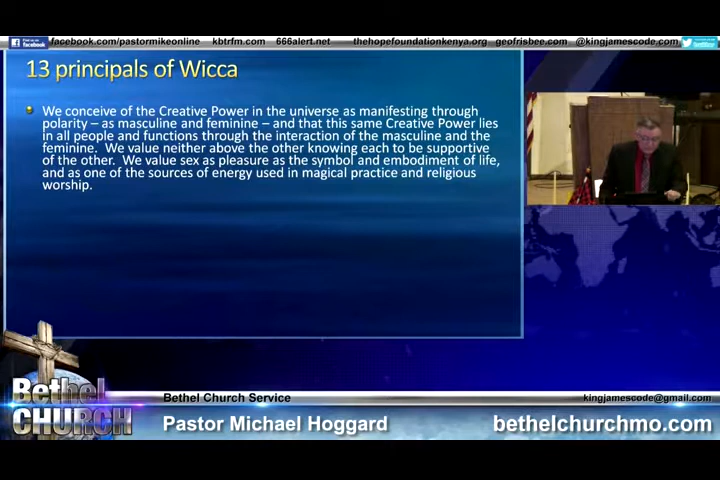 Find us on
facebook facebook.com/pastormikeonline kbtrfm.com 666alert.net thehopefoundationkenya.org geofrisbee.com @kingjamescode.com
13 principals of Wicca
We conceive of the Creative Power in the universe as manifesting through
polarity – as masculine and feminine – and that this same Creative Power lies
in all people and functions through the interaction of the masculine and the
feminine. We value neither above the other knowing each to be supportive
of the other. We value sex as pleasure as the symbol and embodiment of life,
and as one of the sources of energy used in magical practice and religious
worship.
Bethel
CHURCH
Bethel Church Service
kingjamescode@gmail.com
Pastor Michael Hoggard
bethelchurchmo.com